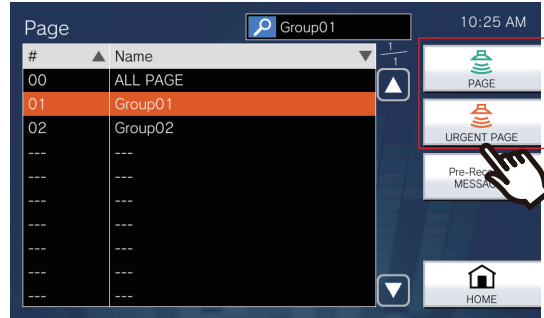 Page
Group01
10:25 AM
# Name
1
1
00 ALL PAGE
01 Group01
02 Group02
--- ---
--- ---
--- ---
--- ---
--- ---
--- ---
--- ---
PAGE
URGENT PAGE
HOME